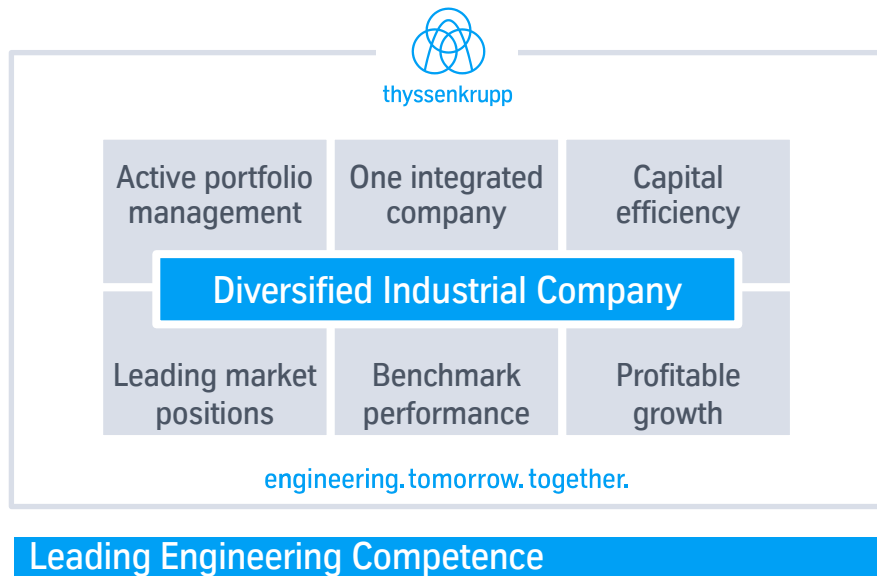 thyssenkrupp
Active portfolio
management
One integrated
company
Capital
efficiency
Diversified Industrial Company
Leading market
positions
Benchmark
performance
Profitable
growth
engineering. tomorrow. together.
Leading Engineering Competence